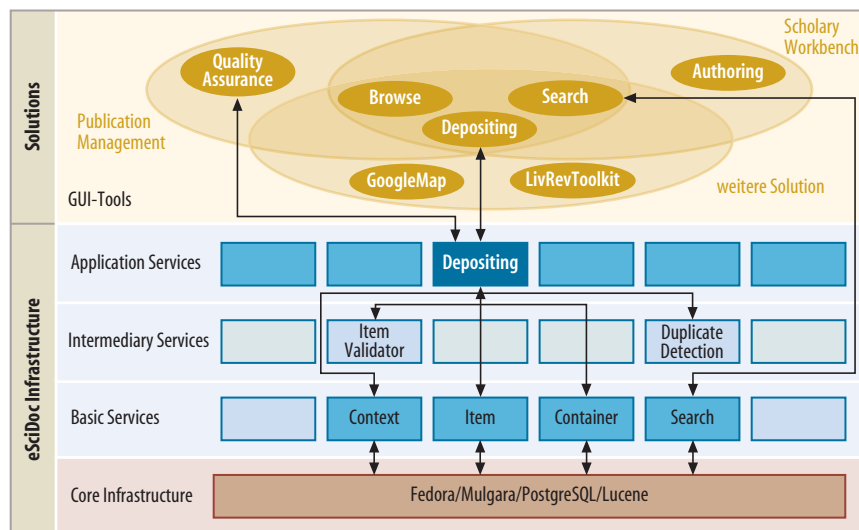 Solutions
Scholary
Workbench
Quality
Assurance
Authoring
Browse
Search
Publication
Management
Depositing
GoogleMap
LivRevToolkit
weitere Solution
GUI-Tools
eSciDoc Infrastructure
Application Services
Depositing
Intermediary Services
Item
Validator
Duplicate
Detection
Basic Services
Context
Item
Container
Search
Core Infrastructure
Fedora/Mulgara/PostgreSQL/Lucene